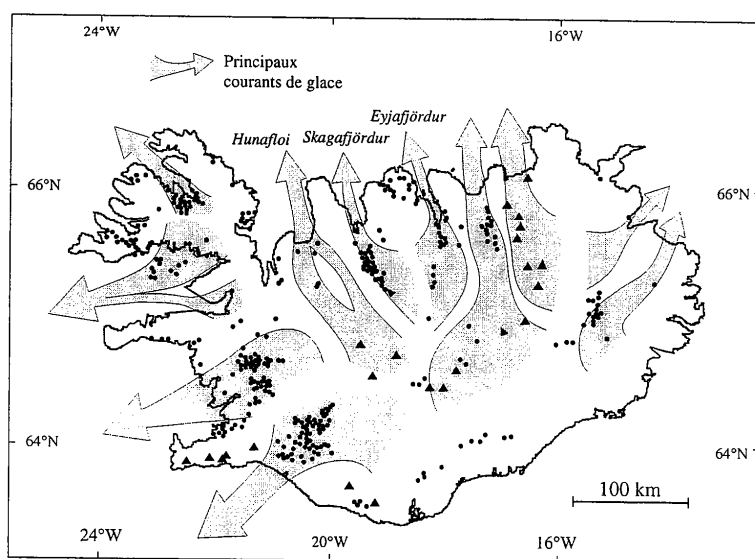 24°W
16°W
Principaux
courants de glace
Eyjafjördur
Hunafloi
Skagafjördur
66°N
66°N
64°N
64°N
100 km
24°W
20°W
16°W